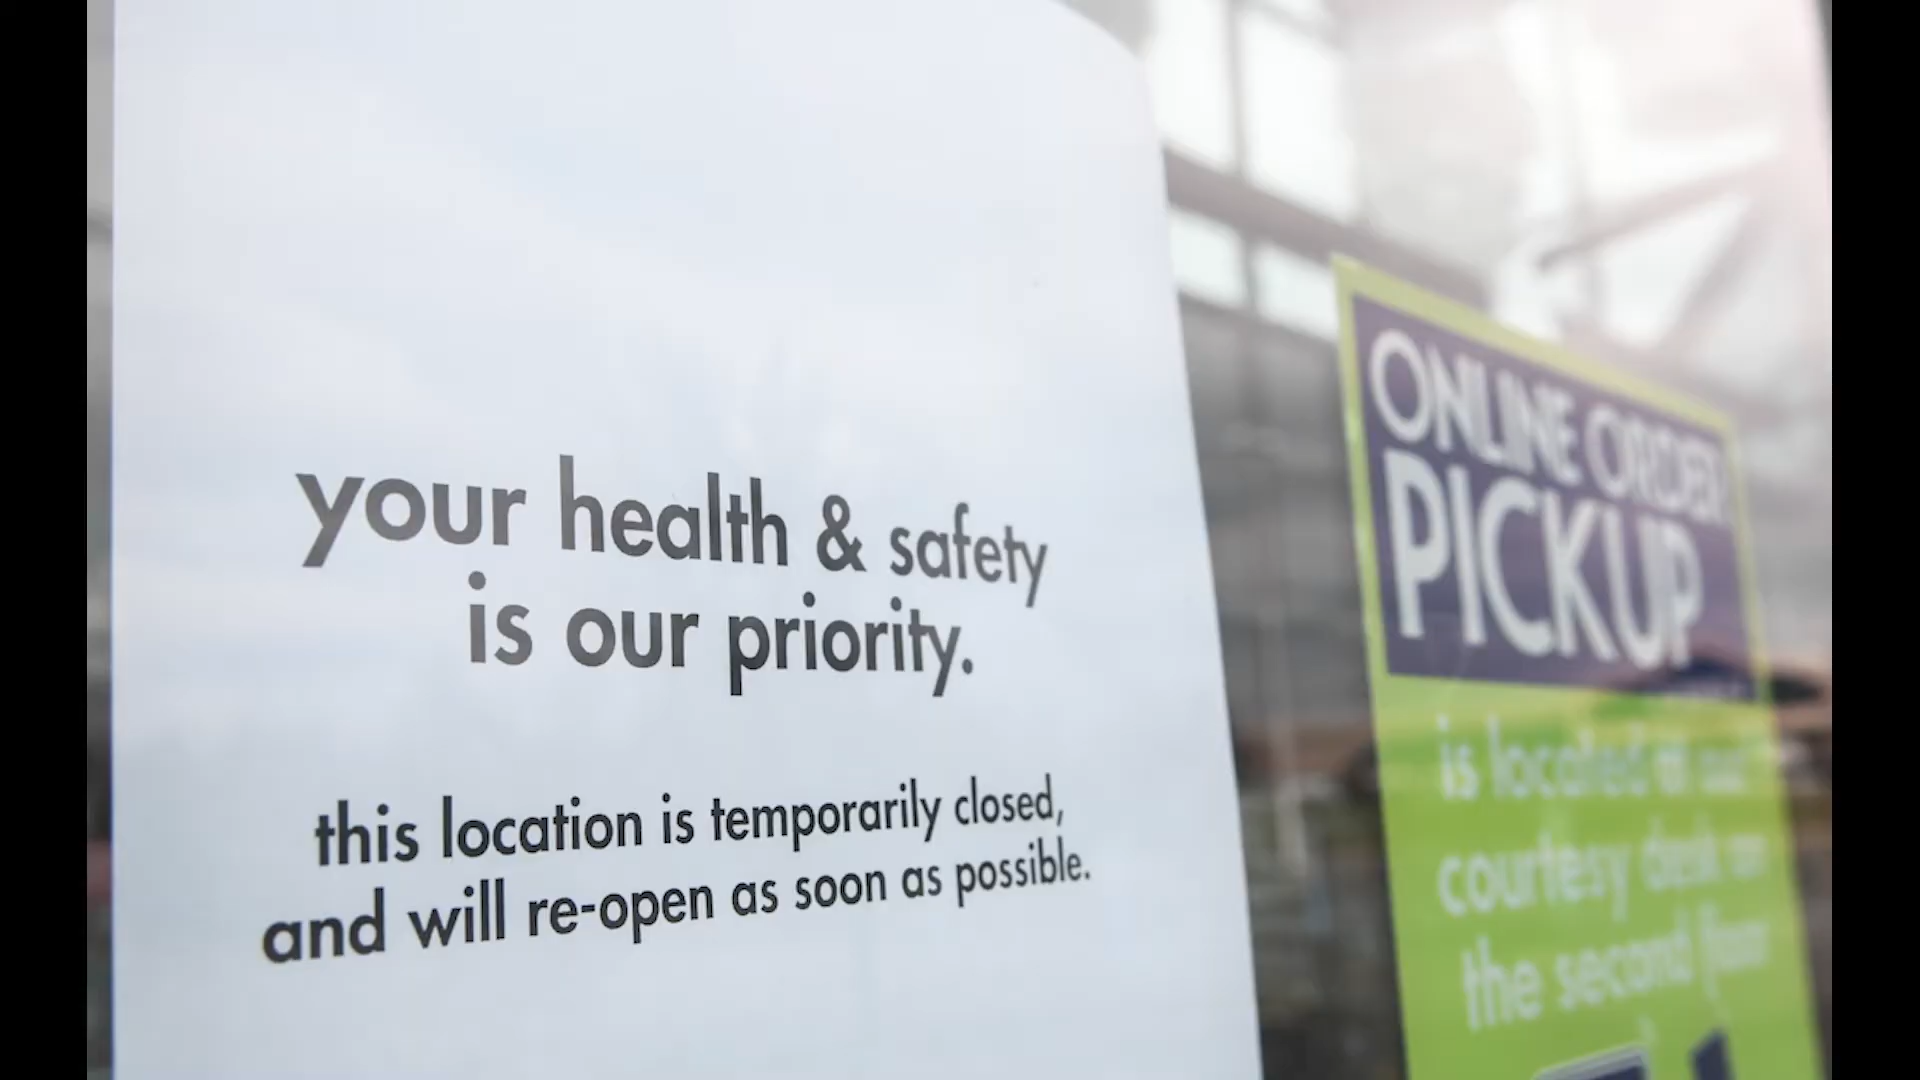 your health & safety
is our priority.
this location is temporarily closed,
and will re-open as soon as possible.
ONLINE ORDER
PICKUP
is located at our
courtesy desk on
the second floor